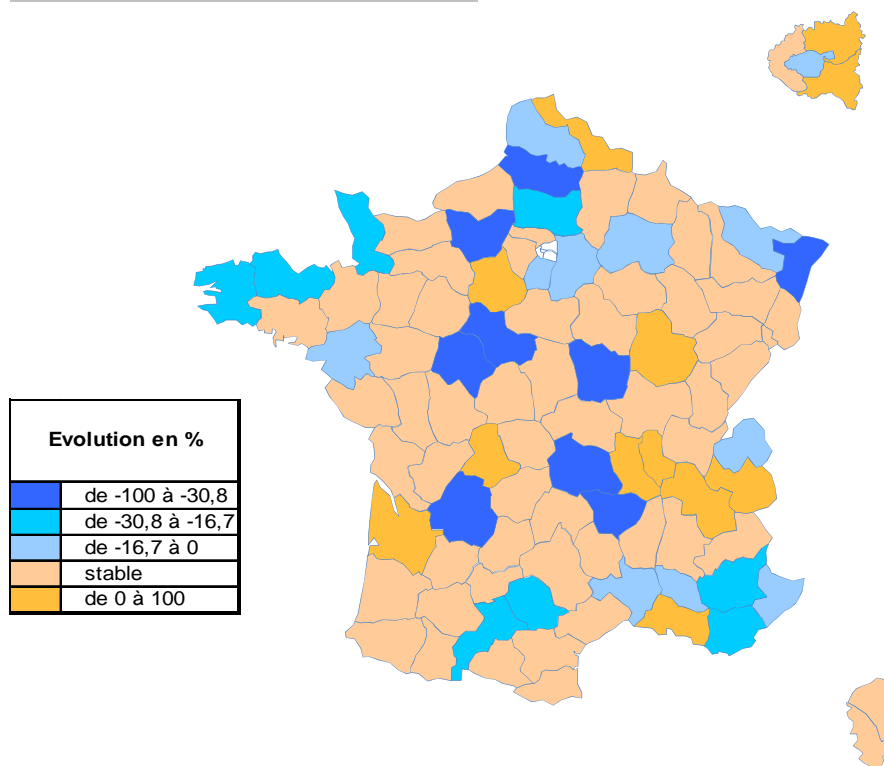 Evolution en %
de -100 à -30,8
de -30,8 à -16,7
de -16,7 à 0
stable
de 0 à 100